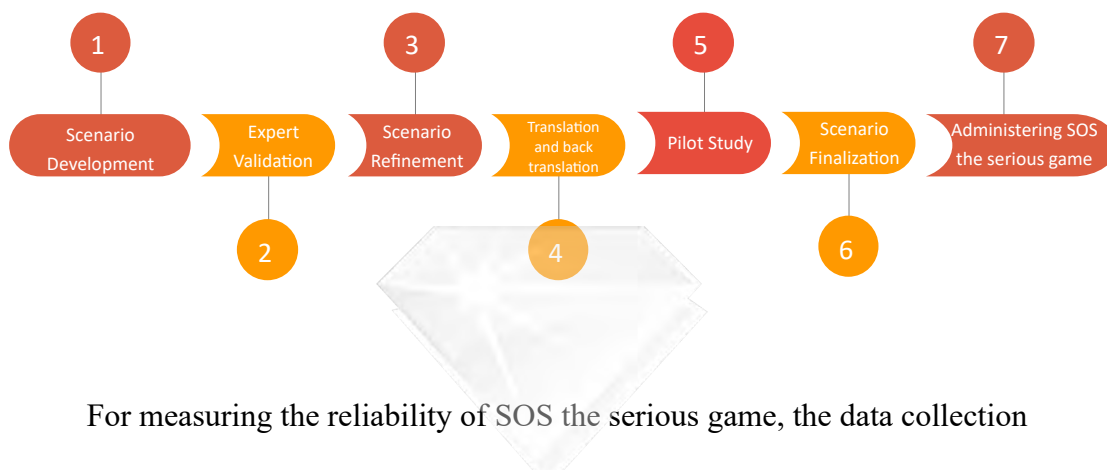 1
3
5
7
Scenario
Development
Expert
Validation
Scenario
Refinement
Translation
and back
translation
Pilot Study
Scenario
Finalization
Administering SOS
the serious game
2
4
6
For measuring the reliability of SOS the serious game, the data collection